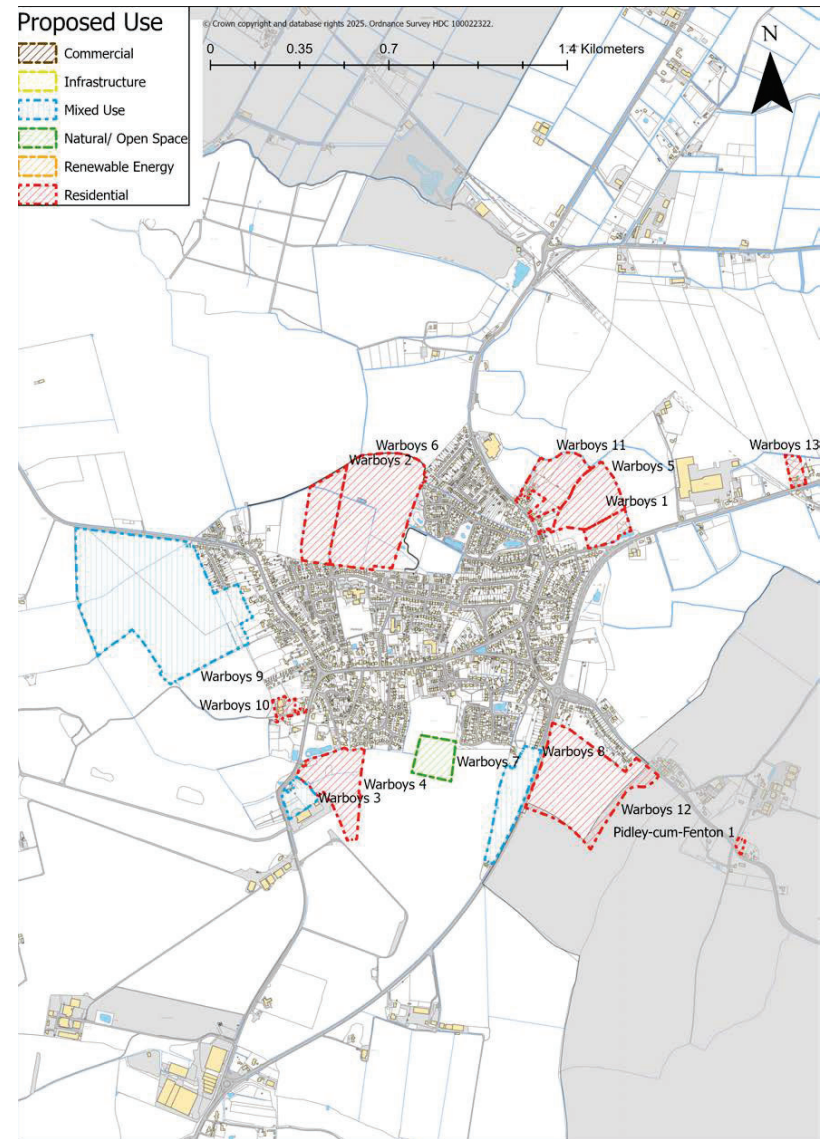 Proposed Use
Commercial
Infrastructure
Mixed Use
Natural/ Open Space
Renewable Energy
Residential
© Crown copyright and database rights 2025. Ordnance Survey HDC 100022322.
0 0.35 0.7 1.4 Kilometers
N
Warboys 6
Warboys 2
Warboys 11
Warboys 5
Warboys 1
Warboys 13
Warboys 9
Warboys 10
Warboys 8
Warboys 7
Warboys 4
Warboys 3
Warboys 12
Pidley-cum-Fenton 1